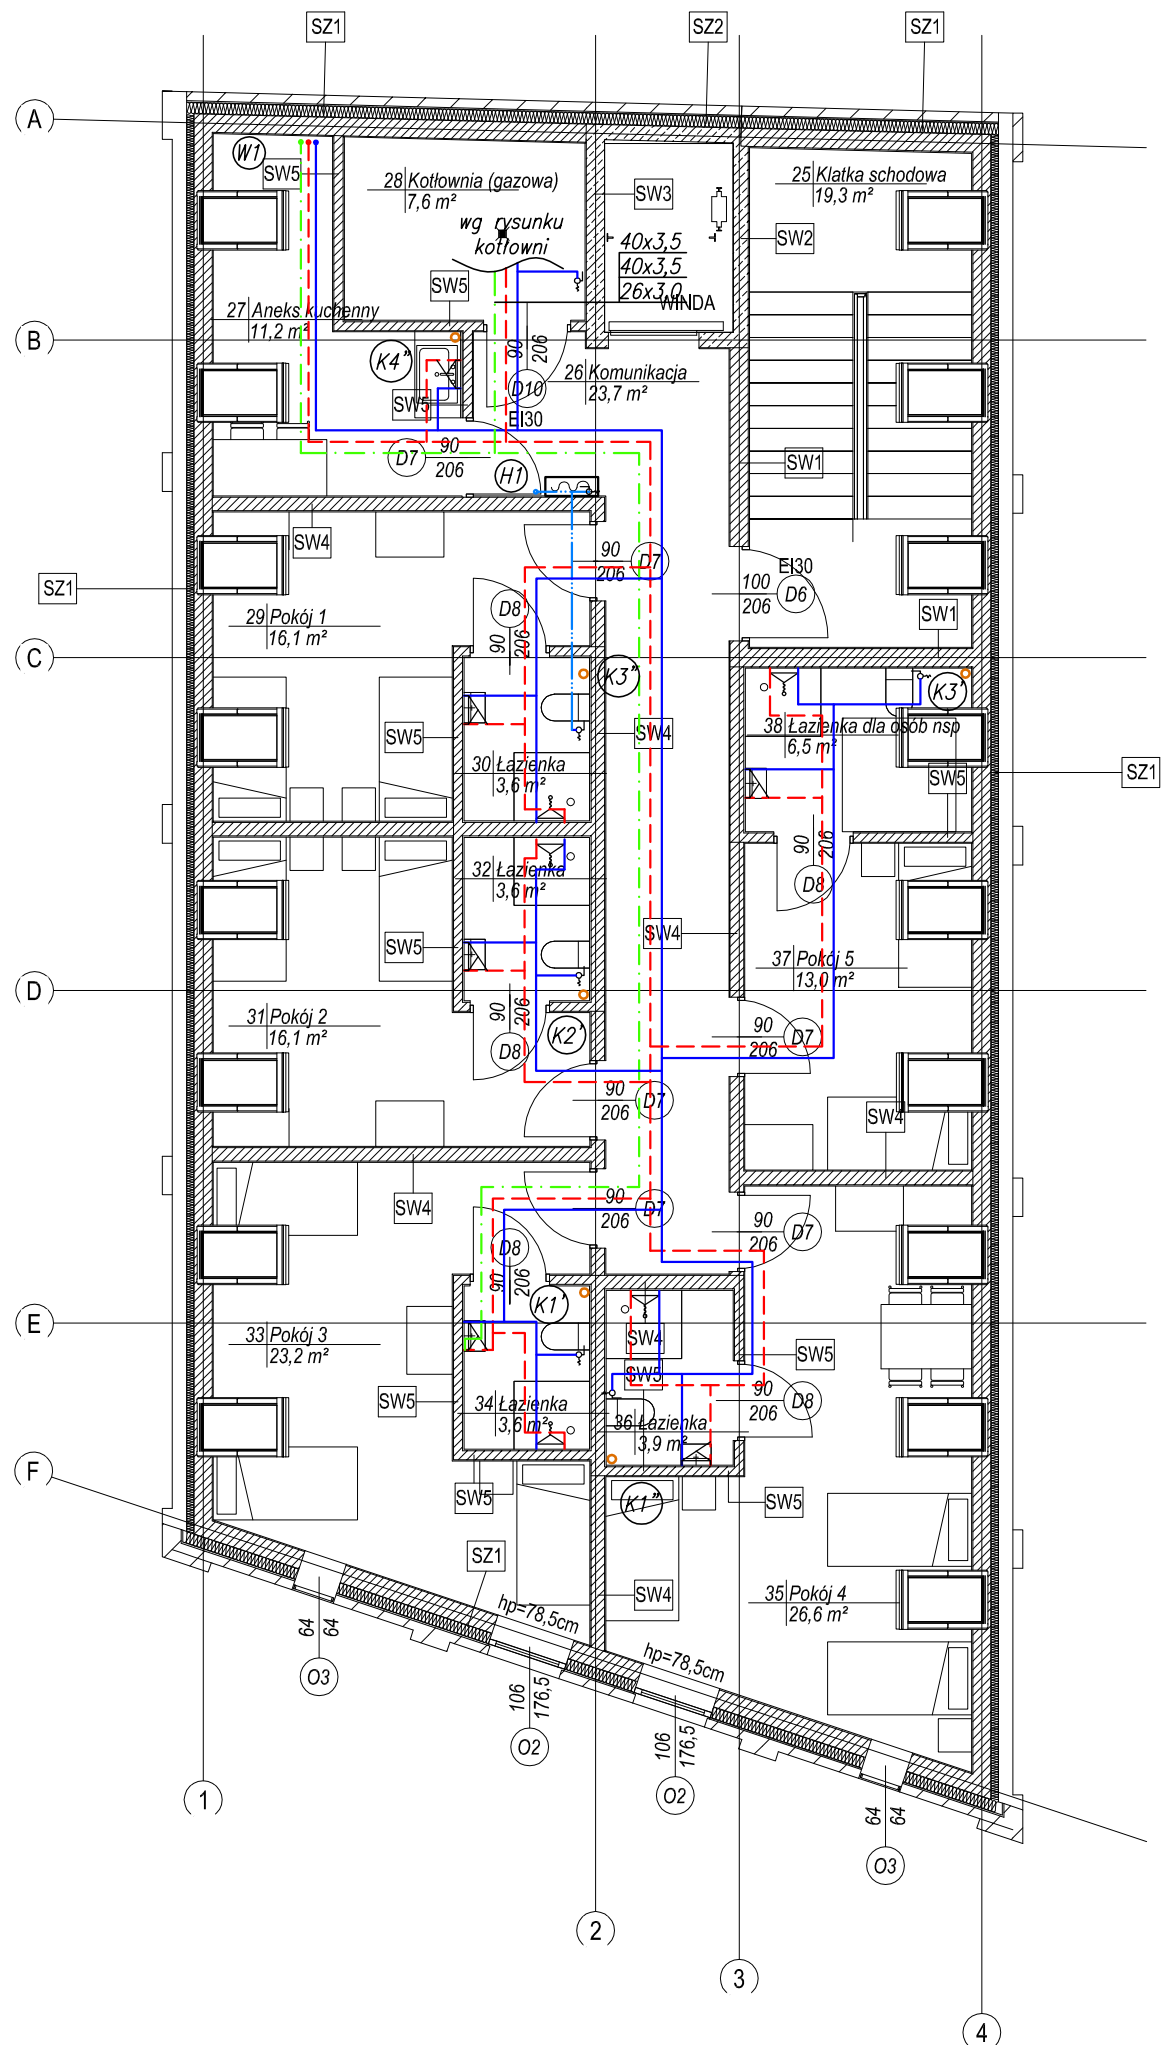 SZ1
SZ2
SZ1
A
W1
SW5
28 Kotłownia (gazowa)
7,6 m²
wg rysunku
kotłowni
SW3
25 Klatka schodowa
19,3 m²
SW2
40x3,5
40x3,5
26x3,0
WINDA
SW5
27 Aneks kuchenny
11,2 m²
B
K4"
90
206
D10
EI30
26 Komunikacja
23,7 m²
SW5
D7
90
206
H1
SW1
SW4
90
206
D7
EI30
100
206
D6
SZ1
D8
90
206
SW1
29 Pokój 1
16,1 m²
C
K3"
K3'
SW5
SW4
38 Łazienka dla osób nsp
6,5 m²
30 Łazienka
3,6 m²
SW5
SZ1
90
206
D8
32 Łazienka
3,6 m²
SW5
SW4
37 Pokój 5
13,0 m²
D
90
206
D8
31 Pokój 2
16,1 m²
K2'
90
206
D7
90
206
D7
SW4
SW4
90
206
D7
90
206
D7
D8
90
206
K1'
E
33 Pokój 3
23,2 m²
SW4
SW5
SW5
SW5
90
206
D8
34 Łazienka
3,6 m²
36 Łazienka
3,9 m²
F
SW5
K1"
SW5
SZ1
SW4
35 Pokój 4
26,6 m²
hp=78,5cm
hp=78,5cm
64
64
O3
106
176,5
O2
106
176,5
O2
64
64
O3
1
2
3
4